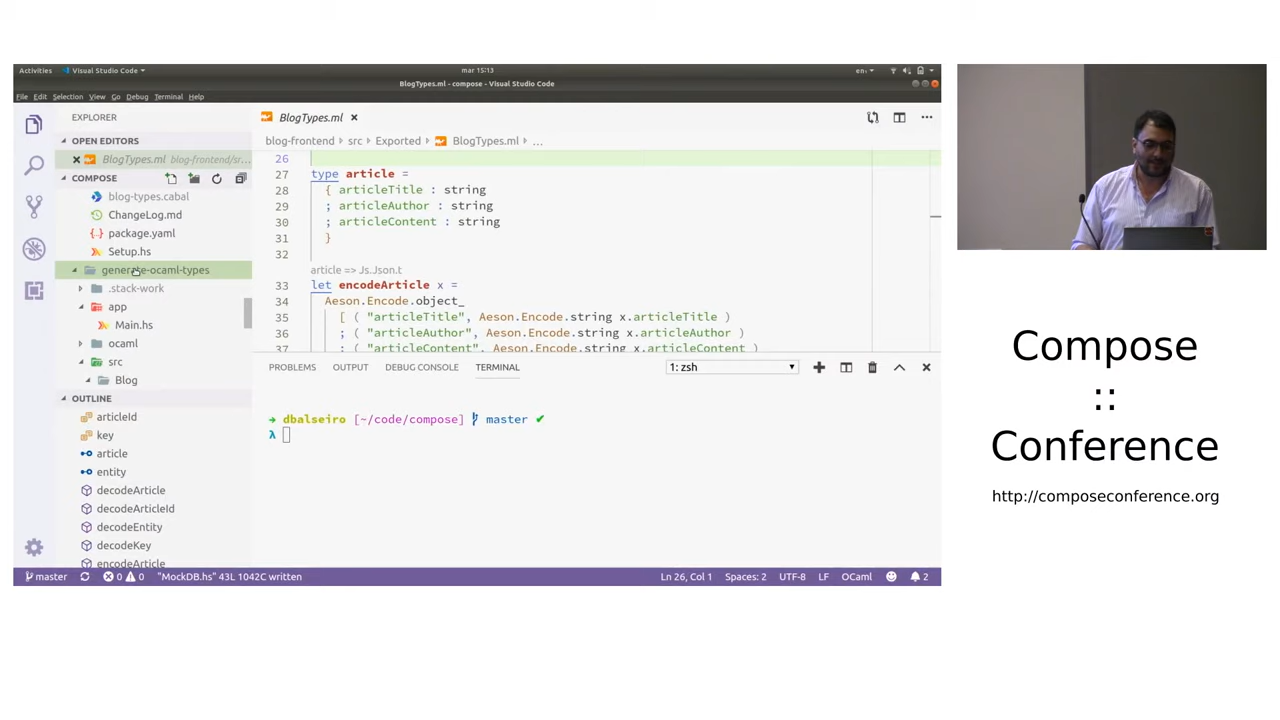 Activities
Visual Studio Code
mar 15:13
en₁
BlogTypes.ml - compose - Visual Studio Code
File Edit Selection View Go Debug Terminal Help
EXPLORER
OPEN EDITORS
BlogTypes.ml blog-frontend/sr...
COMPOSE
blog-types.cabal
ChangeLog.md
package.yaml
Setup.hs
generate-ocaml-types
.stack-work
app
Main.hs
ocaml
src
Blog
OUTLINE
articleId
key
article
entity
decodeArticle
decodeArticleId
decodeEntity
decodeKey
encodeArticle
BlogTypes.ml
blog-frontend src Exported BlogTypes.ml ...
26
27 type article =
28 { articleTitle : string
29 ; articleAuthor : string
30 ; articleContent : string
31 }
32
article => Js.Json.t
33 let encodeArticle x =
34 Aeson.Encode.object_
35 [ ( "articleTitle", Aeson.Encode.string x.articleTitle )
36 ; ( "articleAuthor", Aeson.Encode.string x.articleAuthor )
37 ; ( "articleContent", Aeson.Encode.string x.articleContent )
PROBLEMS OUTPUT DEBUG CONSOLE TERMINAL
1: zsh
➜ dbalseiro [~/code/compose] master ✔
λ
master
0 0
"MockDB.hs" 43L 1042C written
Ln 26, Col 1 Spaces: 2 UTF-8 LF OCaml 2
Compose
::
Conference
http://composeconference.org